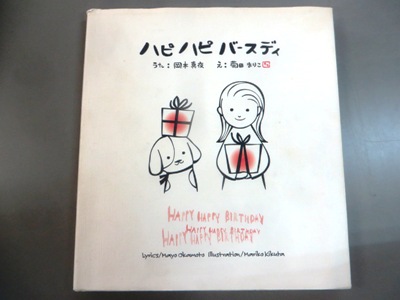 ハピ ハピ バースディ
うた:岡本真夜 え:菊田まりこ
HAPPY HAPPY BIRTHDAY
HAPPY HAPPY BIRTHDAY
HAPPY HAPPY BIRTHDAY
Lyrics/Mayo Okamoto Illustration/Mariko Kikuta